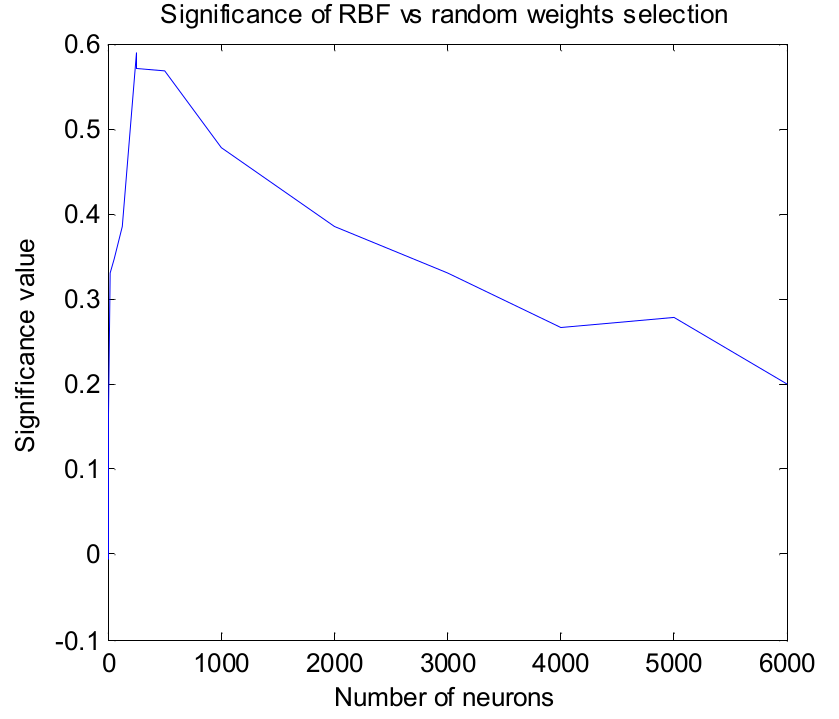 Significance of RBF vs random weights selection
0.6
0.5
0.4
0.3
0.2
0.1
0
-0.1
Significance value
0 1000 2000 3000 4000 5000 6000
Number of neurons